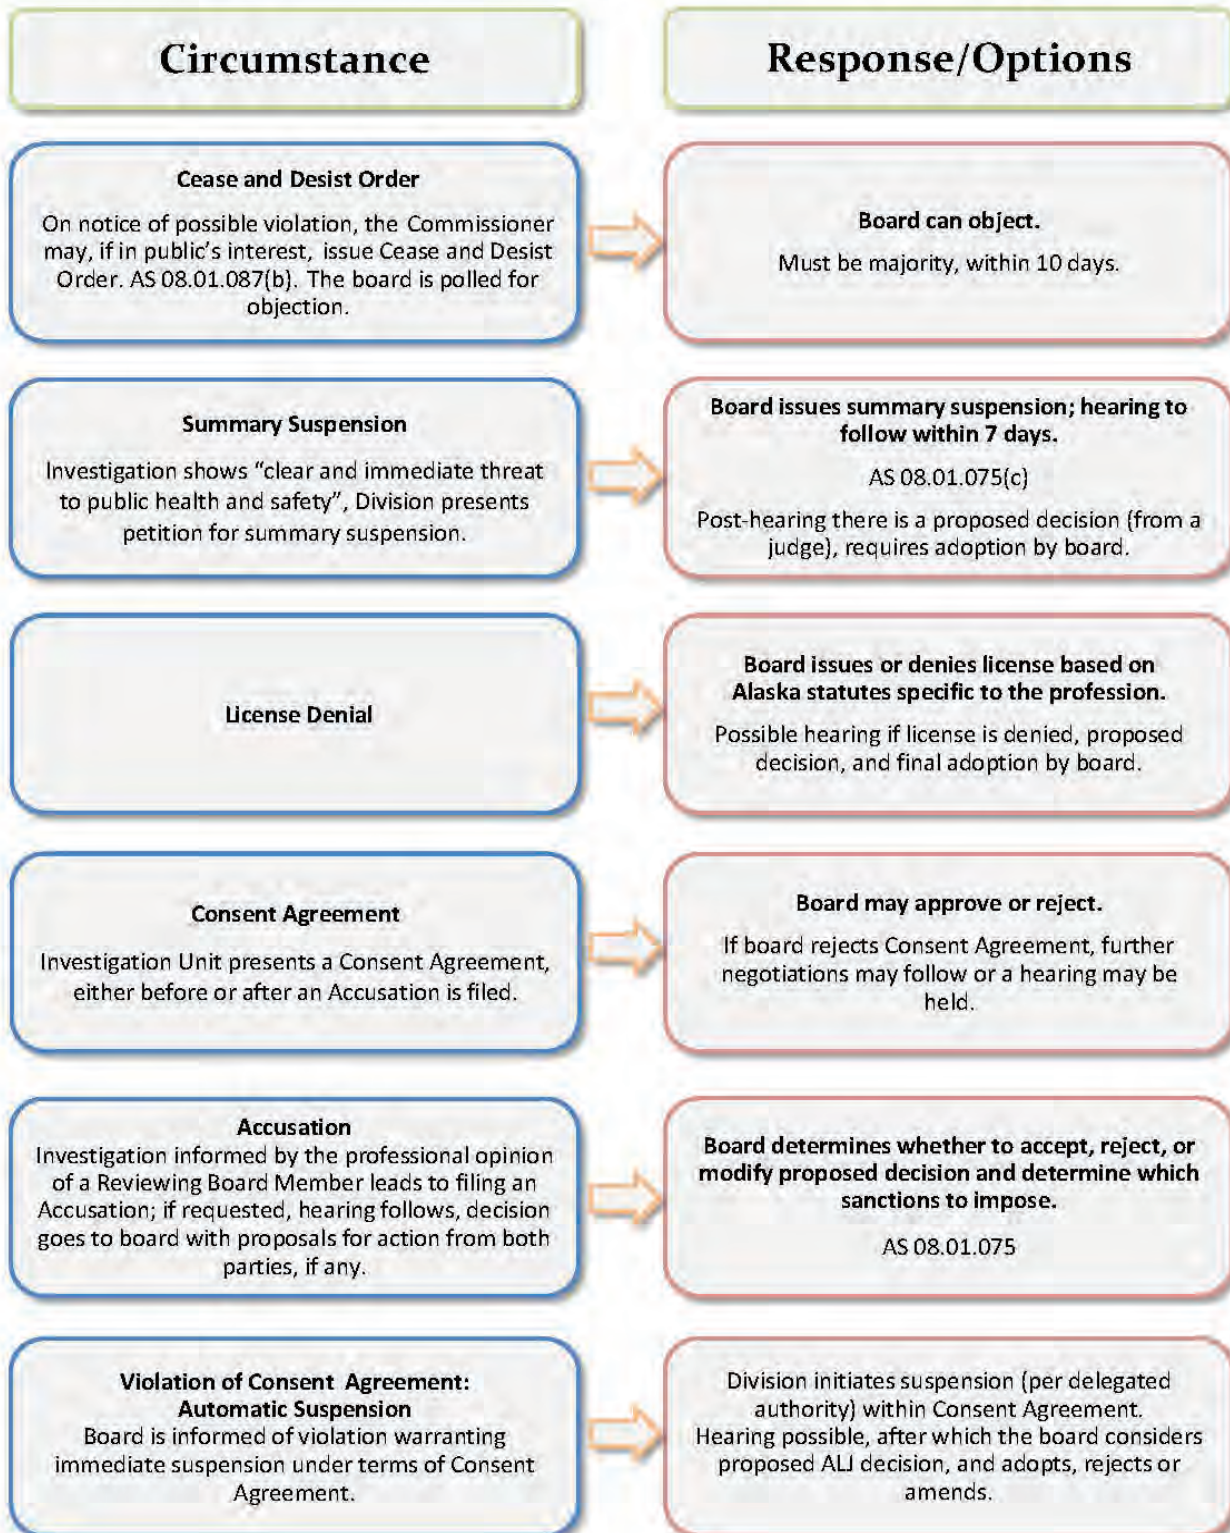 Circumstance
Response/Options
Cease and Desist Order
On notice of possible violation, the Commissioner
may, if in public's interest, issue Cease and Desist
Order. AS 08.01.087(b). The board is polled for
objection.
Board can object.
Must be majority, within 10 days.
Summary Suspension
Investigation shows “clear and immediate threat
to public health and safety”, Division presents
petition for summary suspension.
Board issues summary suspension; hearing to
follow within 7 days.
AS 08.01.075(c)
Post-hearing there is a proposed decision (from a
judge), requires adoption by board.
License Denial
Board issues or denies license based on
Alaska statutes specific to the profession.
Possible hearing if license is denied, proposed
decision, and final adoption by board.
Consent Agreement
Investigation Unit presents a Consent Agreement,
either before or after an Accusation is filed.
Board may approve or reject.
If board rejects Consent Agreement, further
negotiations may follow or a hearing may be
held.
Accusation
Investigation informed by the professional opinion
of a Reviewing Board Member leads to filing an
Accusation; if requested, hearing follows, decision
goes to board with proposals for action from both
parties, if any.
Board determines whether to accept, reject, or
modify proposed decision and determine which
sanctions to impose.
AS 08.01.075
Violation of Consent Agreement:
Automatic Suspension
Board is informed of violation warranting
immediate suspension under terms of Consent
Agreement.
Division initiates suspension (per delegated
authority) within Consent Agreement.
Hearing possible, after which the board considers
proposed ALJ decision, and adopts, rejects or
amends.